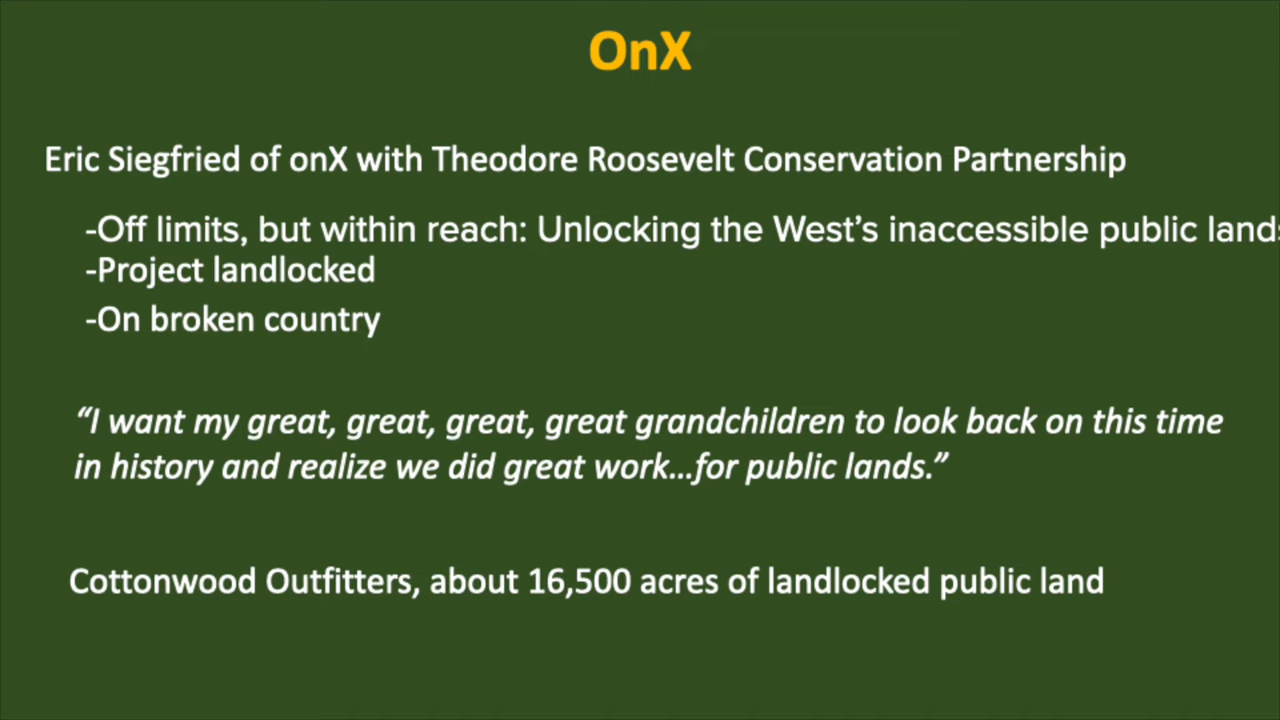 OnX
Eric Siegfried of onX with Theodore Roosevelt Conservation Partnership
-Off limits, but within reach: Unlocking the West’s inaccessible public lands
-Project landlocked
-On broken country
“I want my great, great, great, great grandchildren to look back on this time
in history and realize we did great work...for public lands.”
Cottonwood Outfitters, about 16,500 acres of landlocked public land